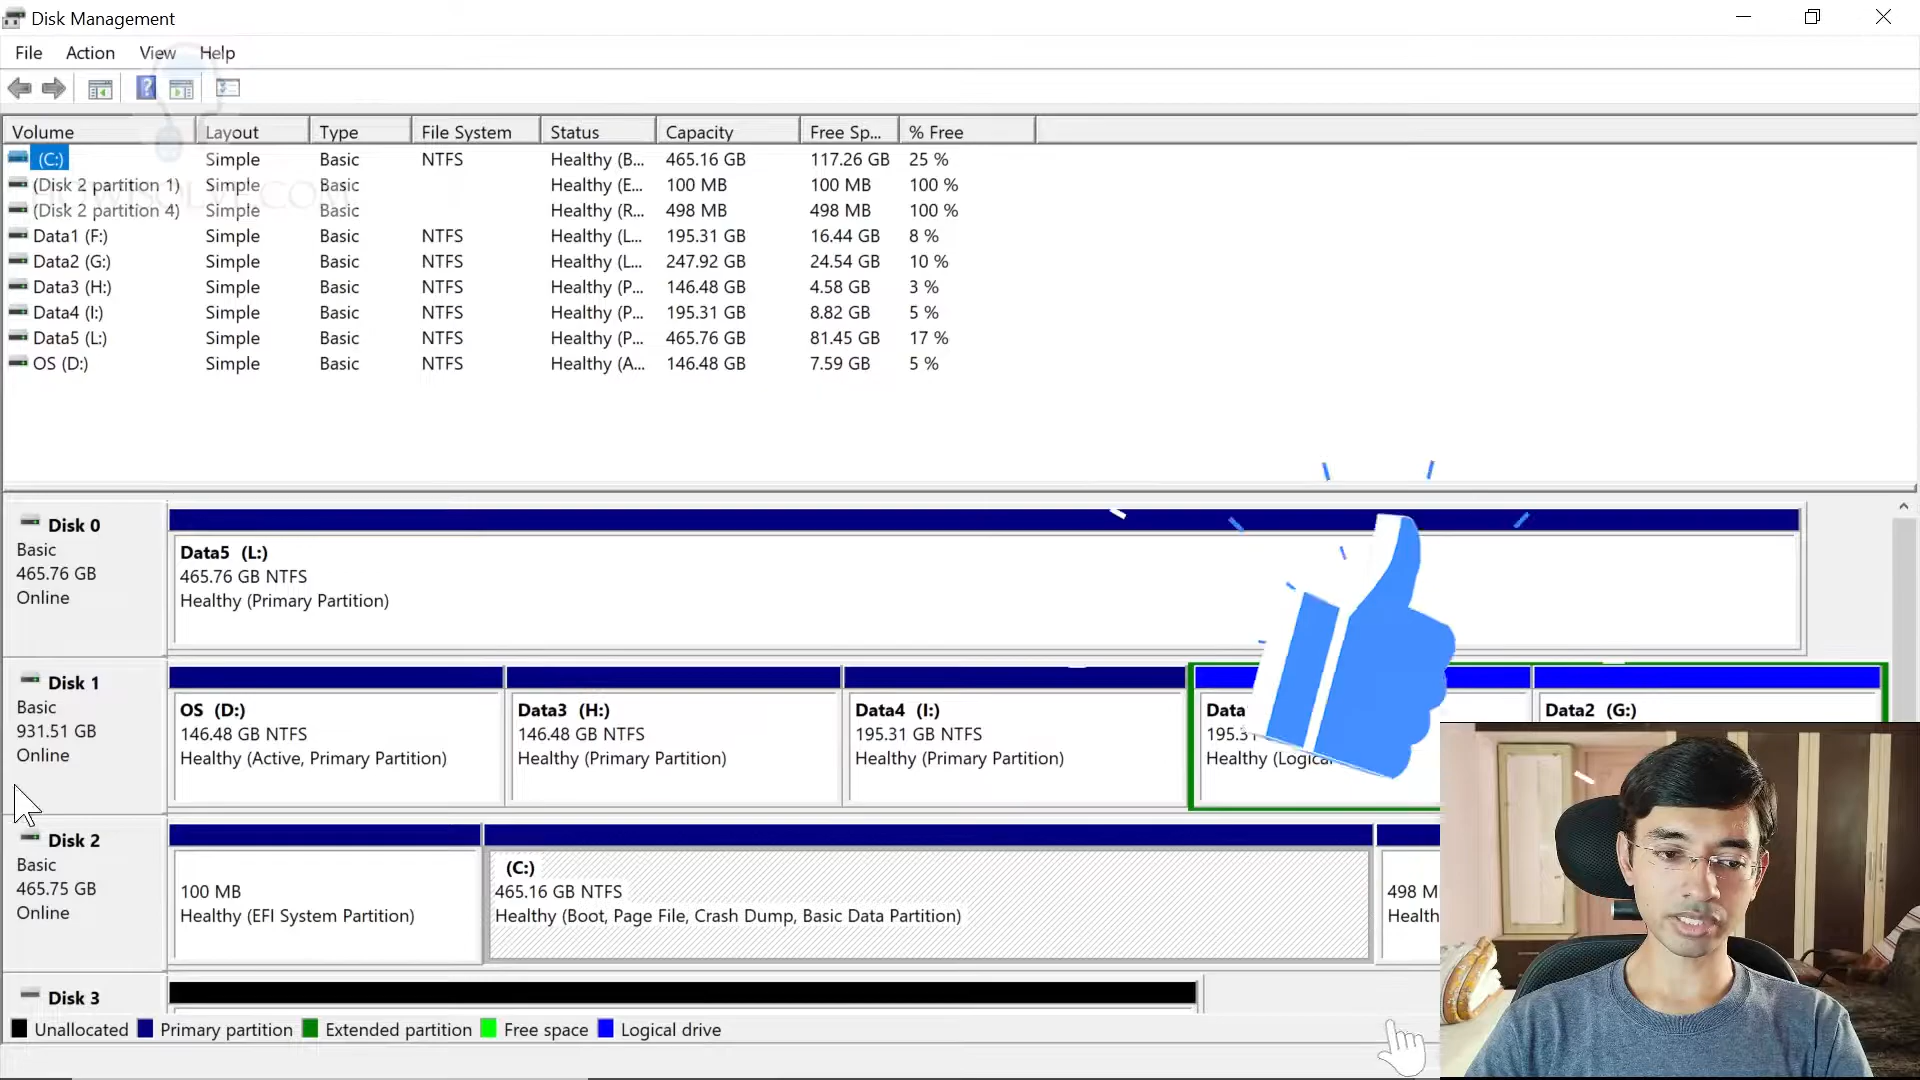 Disk Management
File Action View Help
Volume Layout Type File System Status Capacity Free Sp... % Free
(C:) Simple Basic NTFS Healthy (B... 465.16 GB 117.26 GB 25 %
(Disk 2 partition 1) Simple Basic Healthy (E... 100 MB 100 MB 100 %
HOWISOLVE.COM
(Disk 2 partition 4) Simple Basic Healthy (R... 498 MB 498 MB 100 %
Data1 (F:) Simple Basic NTFS Healthy (L... 195.31 GB 16.44 GB 8 %
Data2 (G:) Simple Basic NTFS Healthy (L... 247.92 GB 24.54 GB 10 %
Data3 (H:) Simple Basic NTFS Healthy (P... 146.48 GB 4.58 GB 3 %
Data4 (I:) Simple Basic NTFS Healthy (P... 195.31 GB 8.82 GB 5 %
Data5 (L:) Simple Basic NTFS Healthy (P... 465.76 GB 81.45 GB 17 %
OS (D:) Simple Basic NTFS Healthy (A... 146.48 GB 7.59 GB 5 %
Disk 0
Basic
465.76 GB
Online
Data5 (L:)
465.76 GB NTFS
Healthy (Primary Partition)
Disk 1
Basic
931.51 GB
Online
OS (D:)
146.48 GB NTFS
Healthy (Active, Primary Partition)
Data3 (H:)
146.48 GB NTFS
Healthy (Primary Partition)
Data4 (I:)
195.31 GB NTFS
Healthy (Primary Partition)
Data
195.31
Healthy (Logical
Data2 (G:)
Disk 2
Basic
465.75 GB
Online
100 MB
Healthy (EFI System Partition)
(C:)
465.16 GB NTFS
Healthy (Boot, Page File, Crash Dump, Basic Data Partition)
498 M
Health
Disk 3
Unallocated Primary partition Extended partition Free space Logical drive